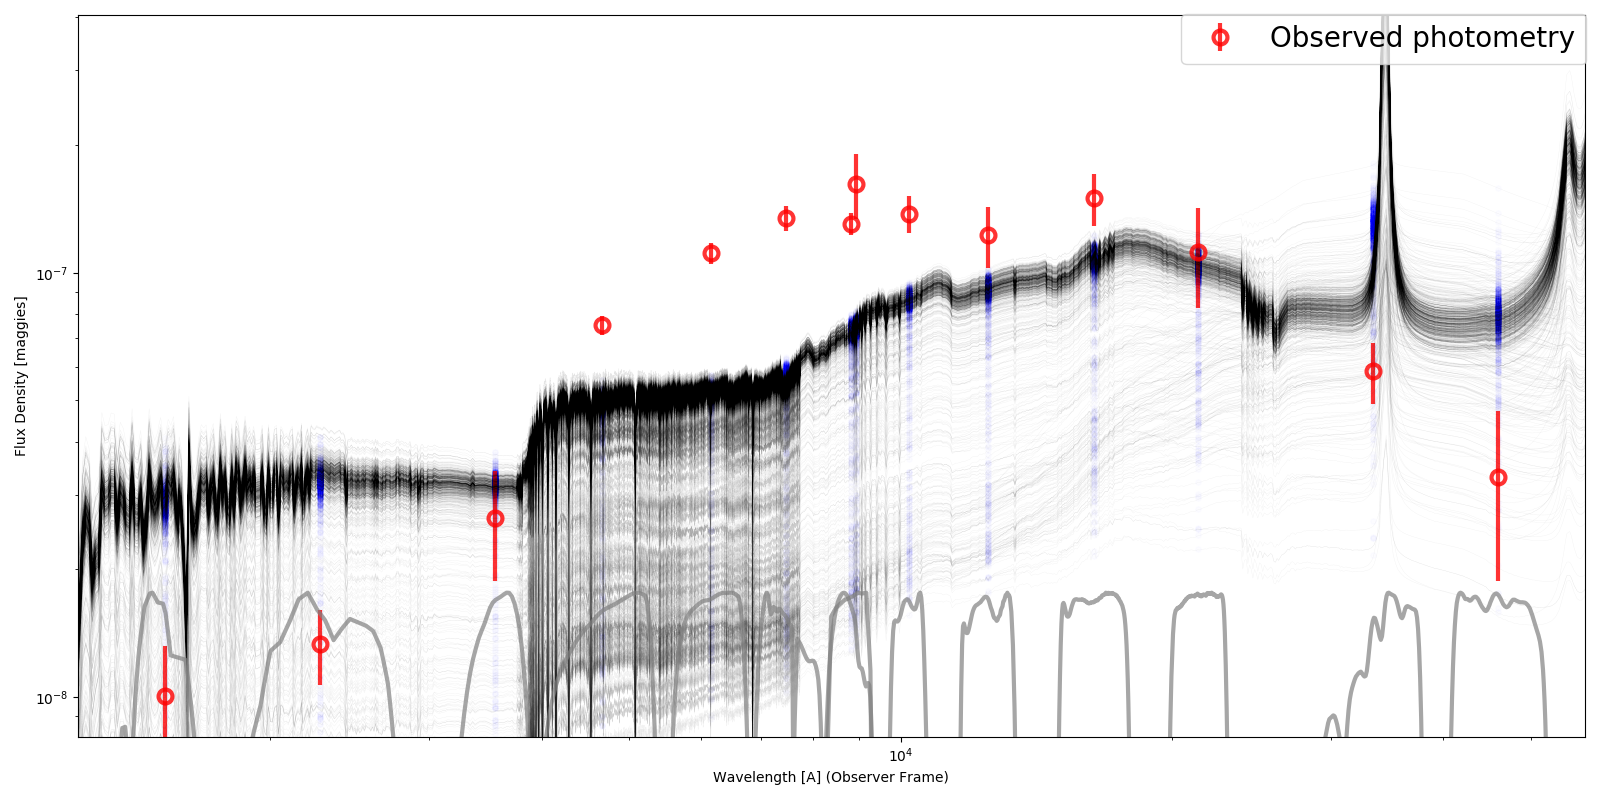 Observed photometry
Flux Density [maggies]
10⁻⁷
10⁻⁸
10⁴
Wavelength [A] (Observer Frame)